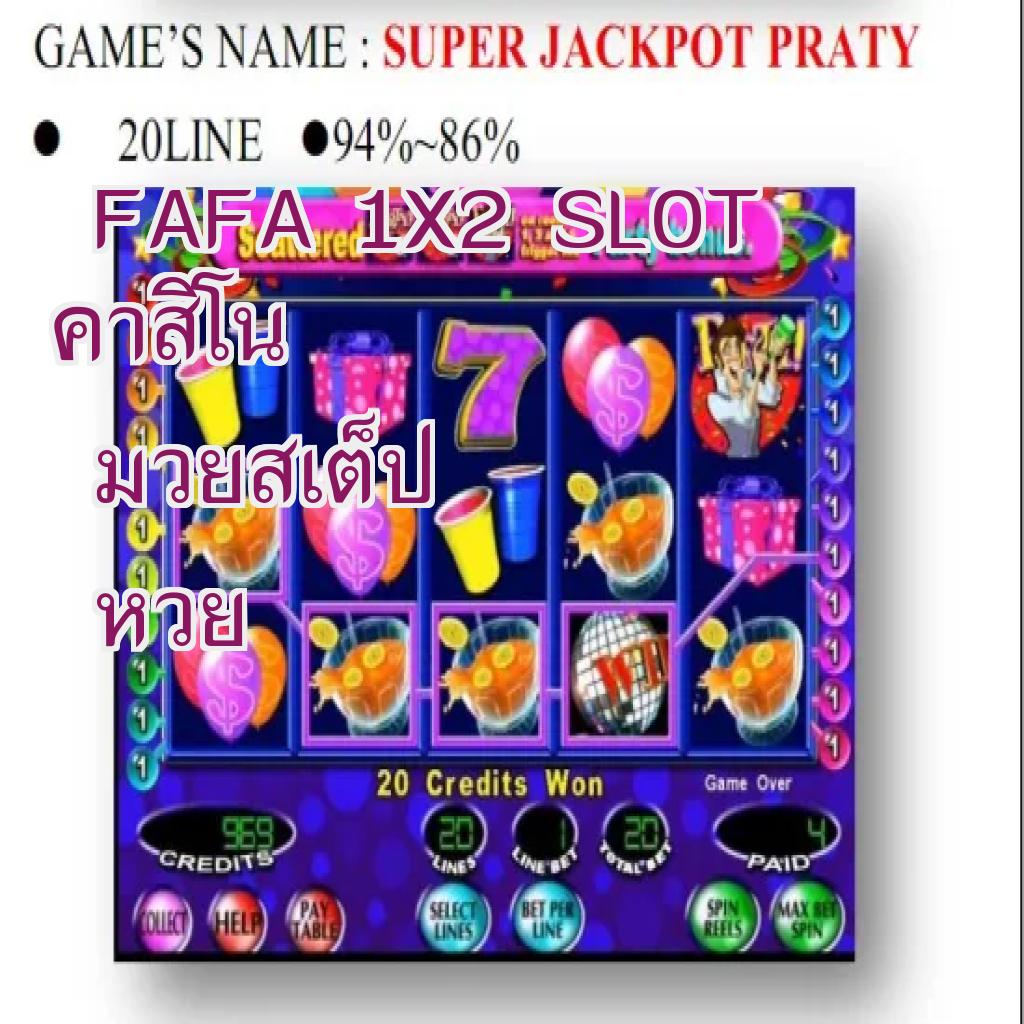 GAME'S NAME : SUPER JACKPOT PRATY
● 20LINE ●94%~86%
FAFA 1X2 SLOT
Scattered
คาสิโน
มวยสเต็ป
หวย
20 Credits Won
Game Over
969 20 1 20 4
CREDITS LINES LINE BET TOTAL BET PAID
COLLECT HELP PAY TABLE SELECT LINES BET PER LINE SPIN REELS MAX BET SPIN